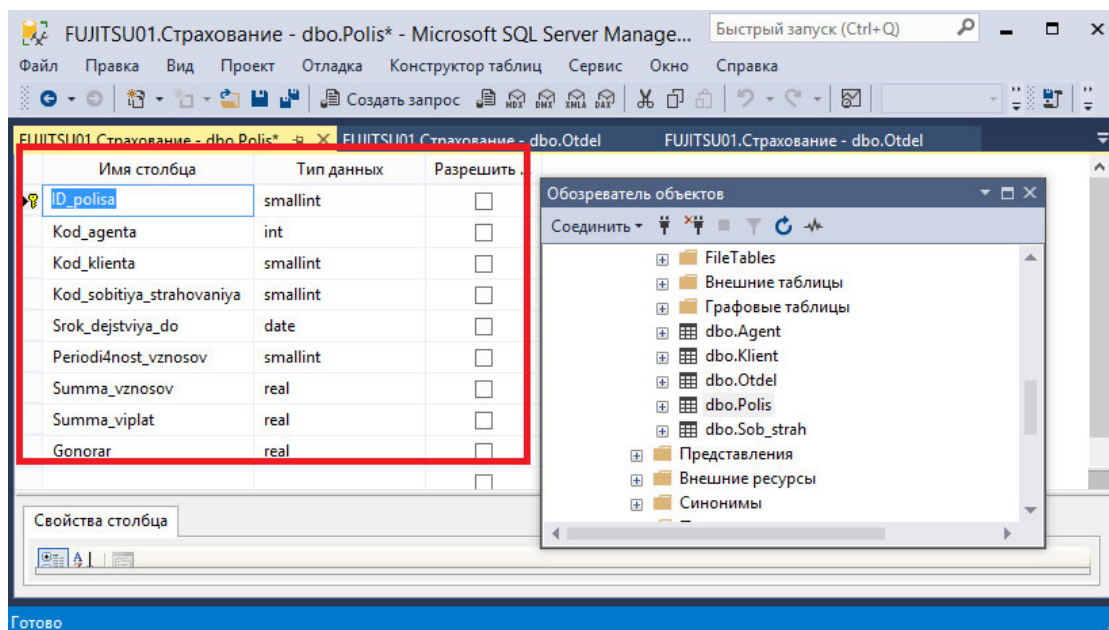 FUJITSU01.Страхование - dbo.Polis* - Microsoft SQL Server Manage...
Быстрый запуск (Ctrl+Q)
Файл Правка Вид Проект Отладка Конструктор таблиц Сервис Окно Справка
Создать запрос MDX DMX XMLA DAX
FUJITSU01.Страхование - dbo.Polis* FUJITSU01.Страхование - dbo.Otdel FUJITSU01.Страхование - dbo.Otdel
Имя столбца Тип данных Разрешить ...
ID_polisa smallint
Kod_agenta int
Kod_klienta smallint
Kod_sobitiya_strahovaniya smallint
Srok_dejstviya_do date
Periodi4nost_vznosov smallint
Summa_vznosov real
Summa_viplat real
Gonorar real
Обозреватель объектов
Соединить
FileTables
Внешние таблицы
Графовые таблицы
dbo.Agent
dbo.Klient
dbo.Otdel
dbo.Polis
dbo.Sob_strah
Представления
Внешние ресурсы
Синонимы
Свойства столбца
Готово